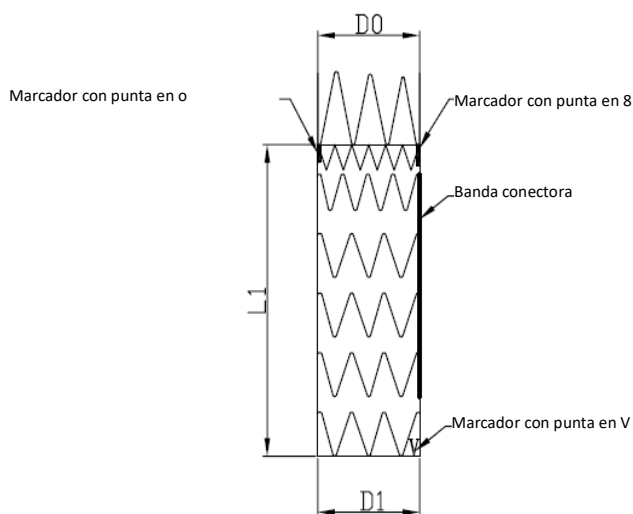 D0
Marcador con punta en o
Marcador con punta en 8
Banda conectora
L1
Marcador con punta en V
V
D1